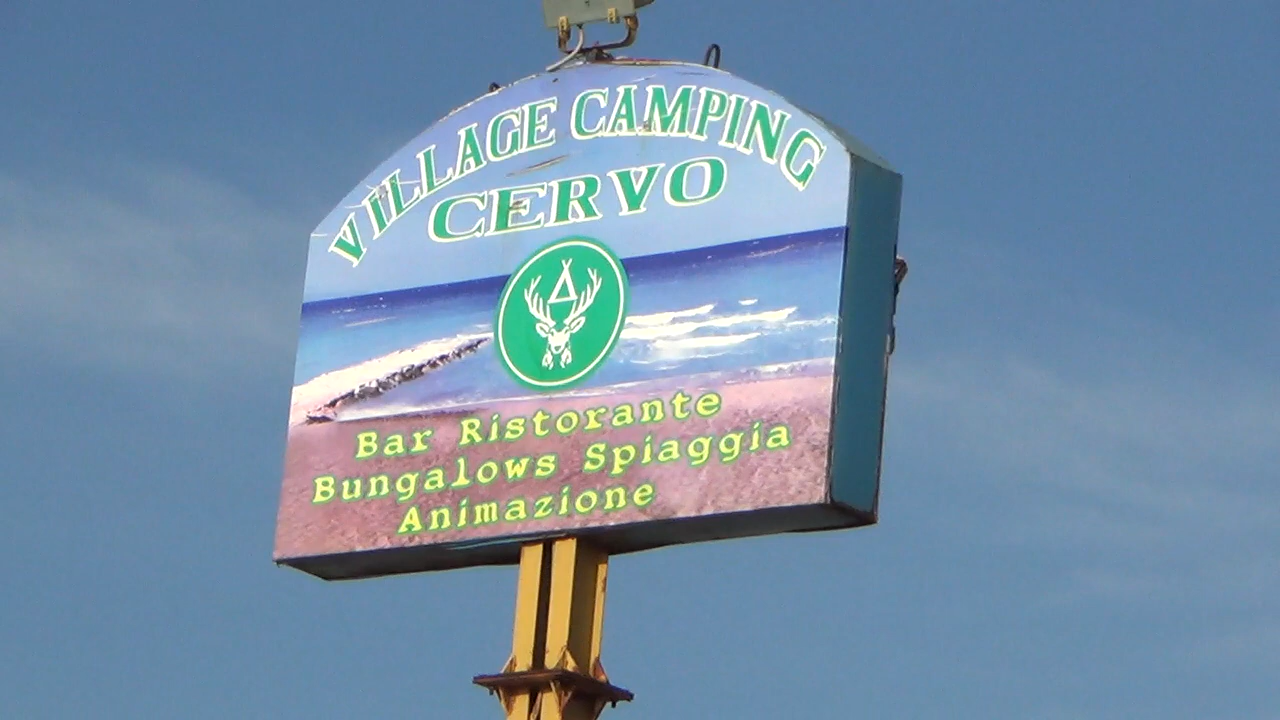 VILLAGE CAMPING
CERVO
Bar Ristorante
Bungalows Spiaggia
Animazione